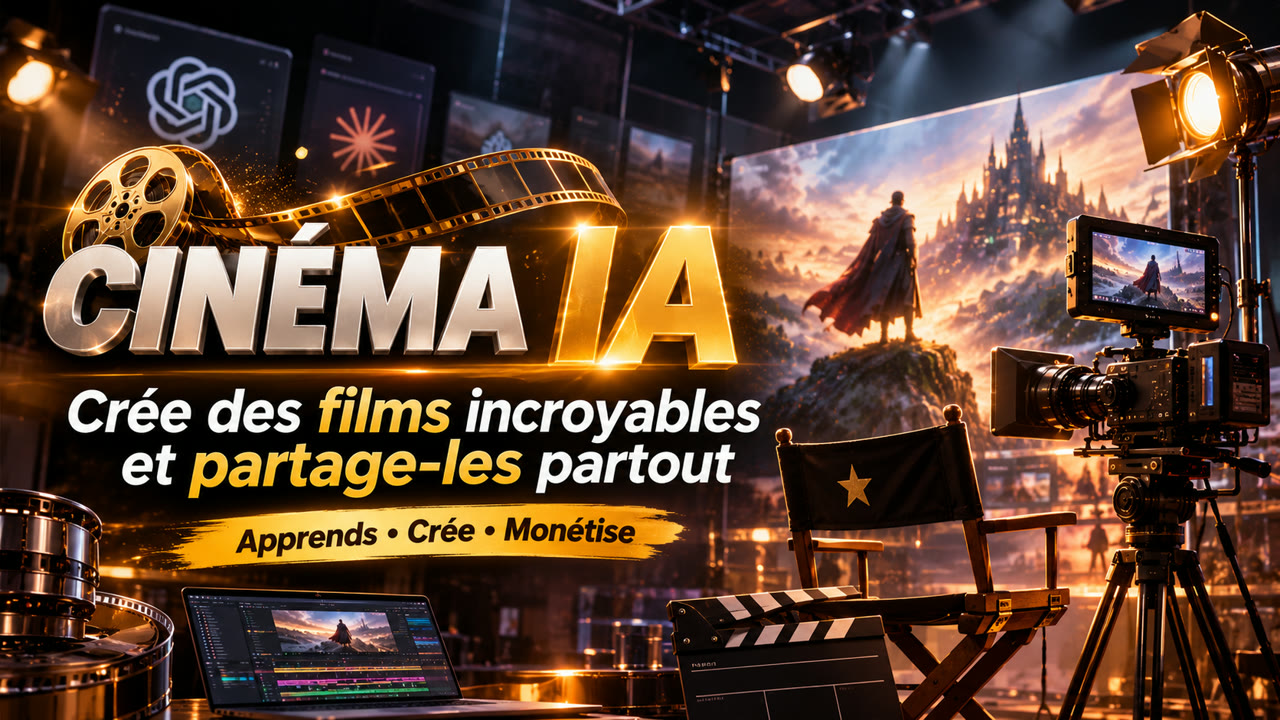 CINÉMA IA
Crée des films incroyables
et partage-les partout
Apprends • Crée • Monétise